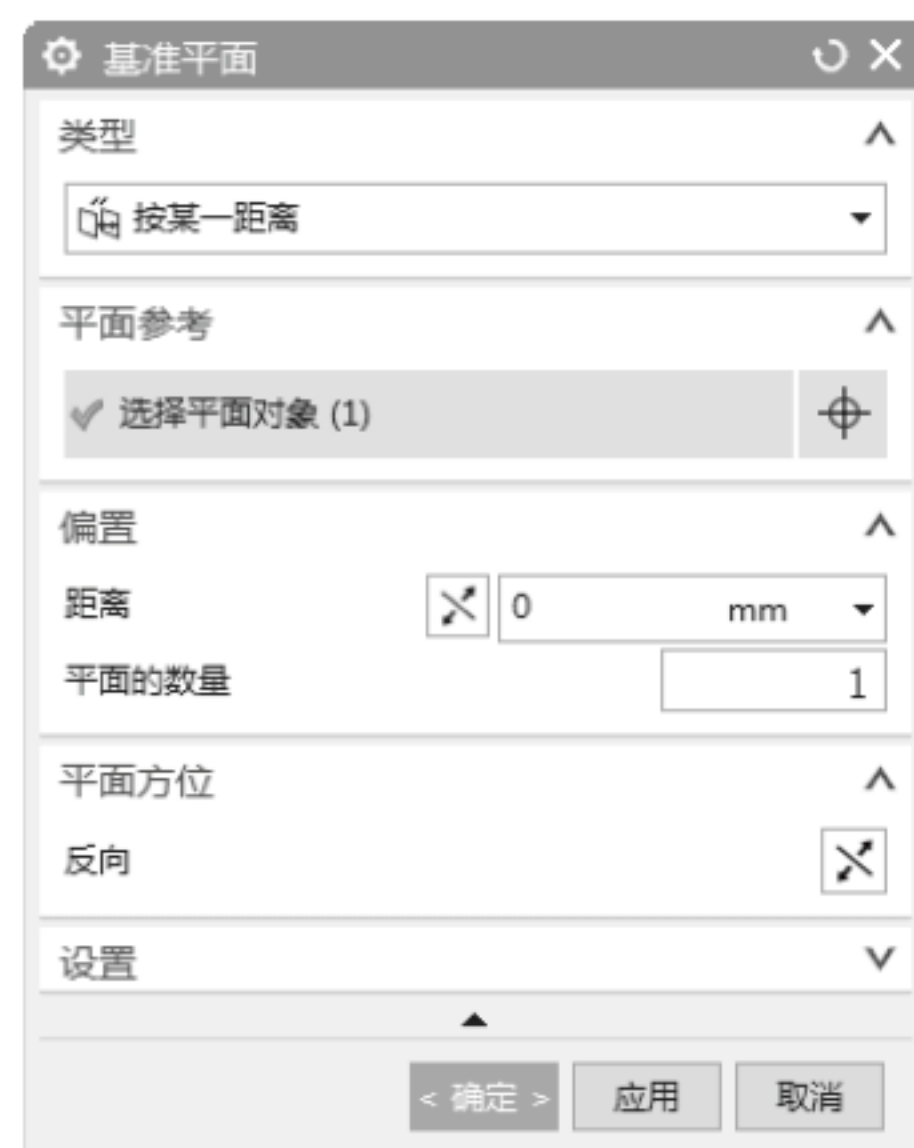 基准平面
类型
按某一距离
平面参考
选择平面对象 (1)
偏置
距离 0 mm
平面的数量 1
平面方位
反向
设置
< 确定 > 应用 取消